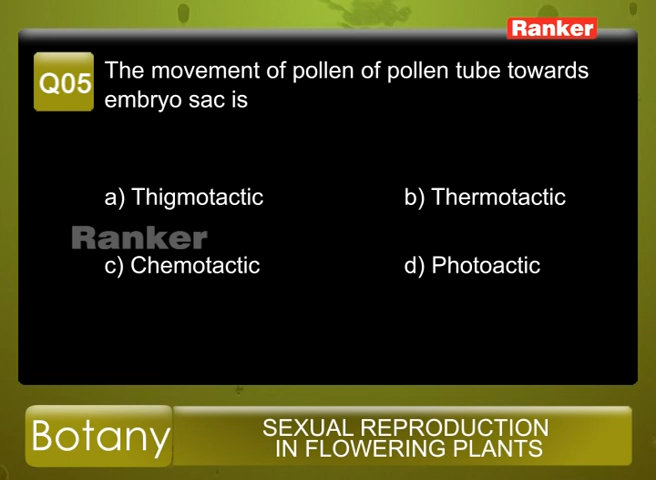 Ranker
Q05
The movement of pollen of pollen tube towards
embryo sac is
a) Thigmotactic
b) Thermotactic
Ranker
c) Chemotactic
d) Photoactic
Botany
SEXUAL REPRODUCTION
IN FLOWERING PLANTS